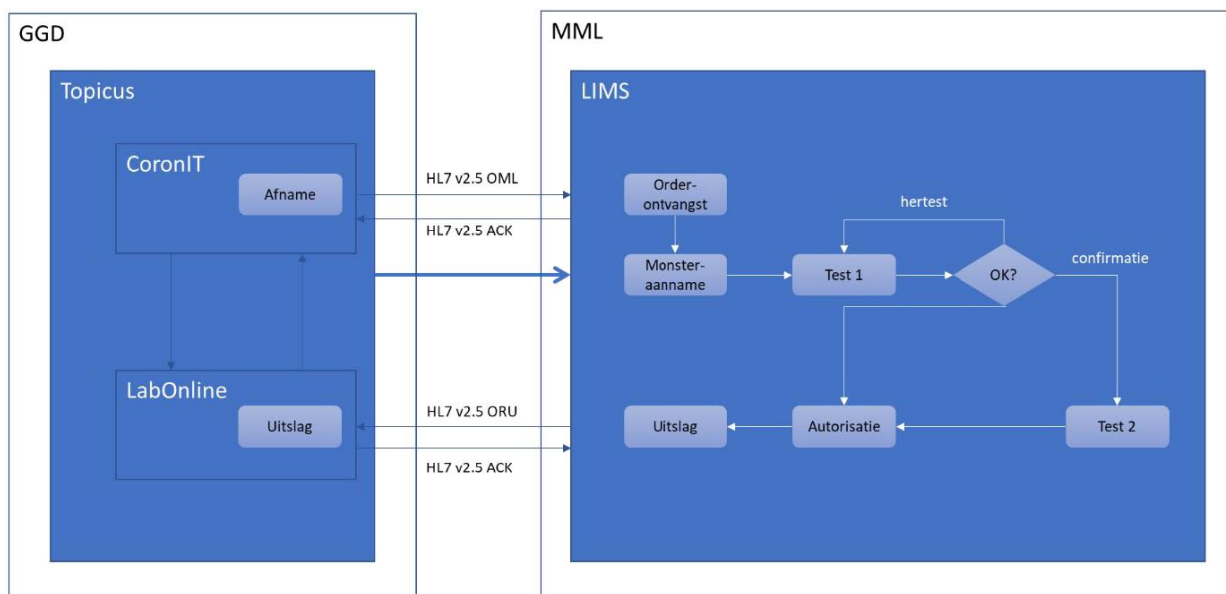 GGD
Topicus
CoronIT
Afname
LabOnline
Uitslag
HL7 v2.5 OML
HL7 v2.5 ACK
HL7 v2.5 ORU
HL7 v2.5 ACK
MML
LIMS
Order-
ontvangst
Monster-
aanname
Test 1
hertest
OK?
confirmatie
Uitslag
Autorisatie
Test 2